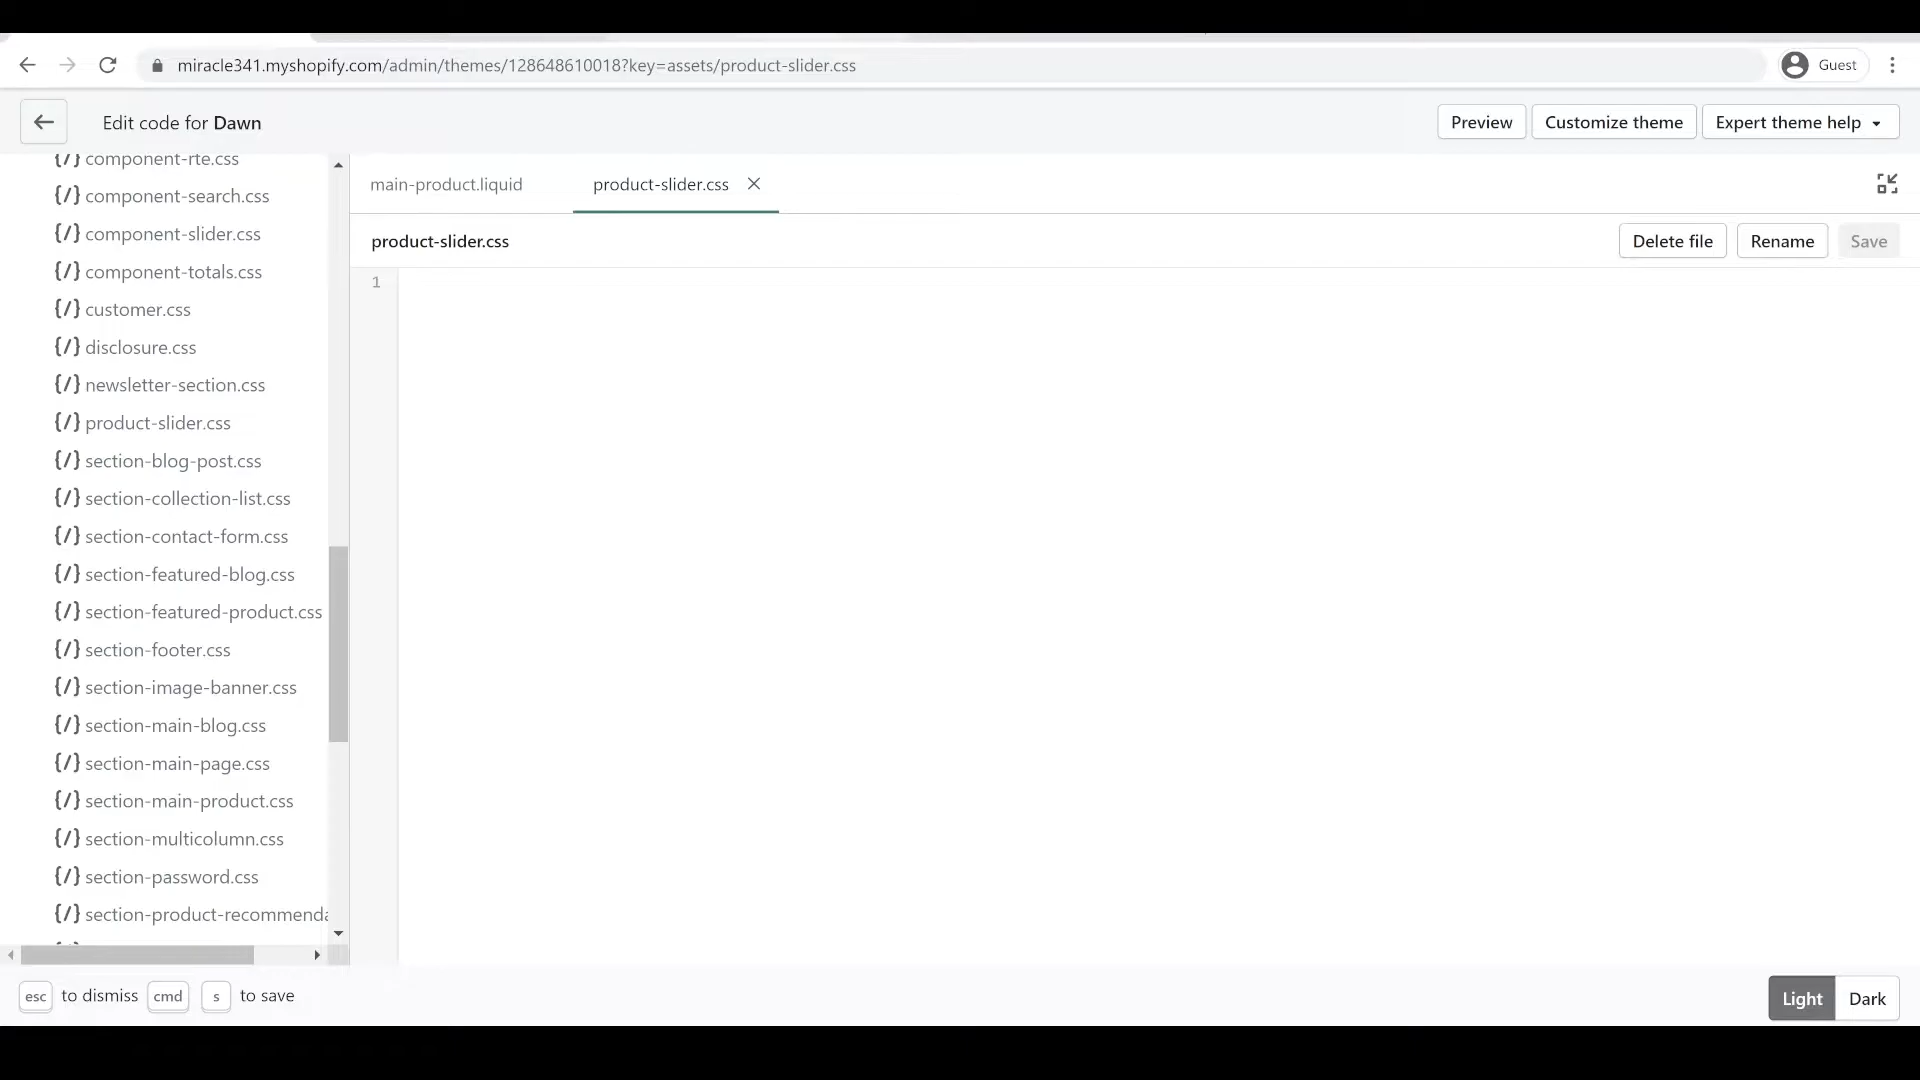 miracle341.myshopify.com/admin/themes/128648610018?key=assets/product-slider.css
Guest
Edit code for Dawn
Preview
Customize theme
Expert theme help
{/} component-rte.css
{/} component-search.css
{/} component-slider.css
{/} component-totals.css
{/} customer.css
{/} disclosure.css
{/} newsletter-section.css
{/} product-slider.css
{/} section-blog-post.css
{/} section-collection-list.css
{/} section-contact-form.css
{/} section-featured-blog.css
{/} section-featured-product.css
{/} section-footer.css
{/} section-image-banner.css
{/} section-main-blog.css
{/} section-main-page.css
{/} section-main-product.css
{/} section-multicolumn.css
{/} section-password.css
{/} section-product-recommenda
main-product.liquid
product-slider.css
product-slider.css
Delete file
Rename
Save
1
esc to dismiss cmd s to save
Light
Dark